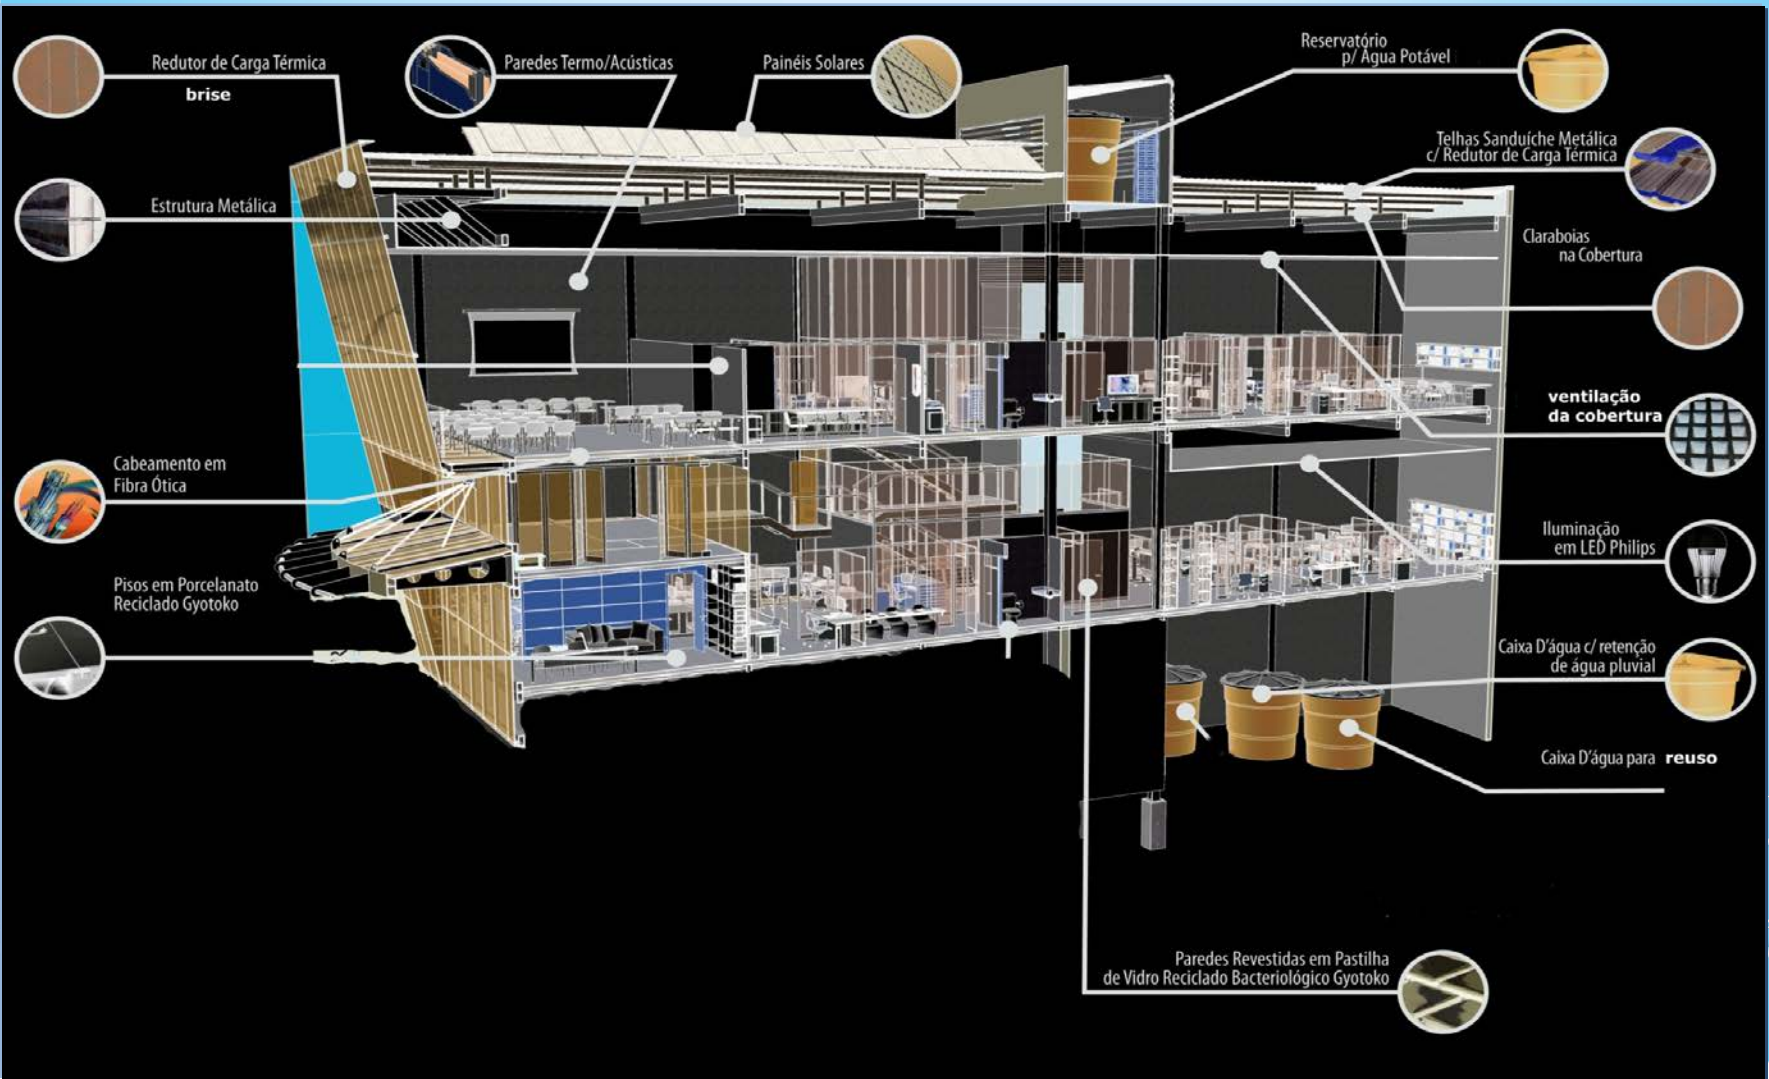 Redutor de Carga Térmica
brise
Paredes Termo/Acústicas
Painéis Solares
Reservatório
p/ Água Potável
Telhas Sanduíche Metálica
c/ Redutor de Carga Térmica
Estrutura Metálica
Claraboias
na Cobertura
ventilação
da cobertura
Cabeamento em
Fibra Ótica
Iluminação
em LED Philips
Pisos em Porcelanato
Reciclado Gyotoko
Caixa D'água c/ retenção
de água pluvial
Caixa D'água para reuso
Paredes Revestidas em Pastilha
de Vidro Reciclado Bacteriológico Gyotoko